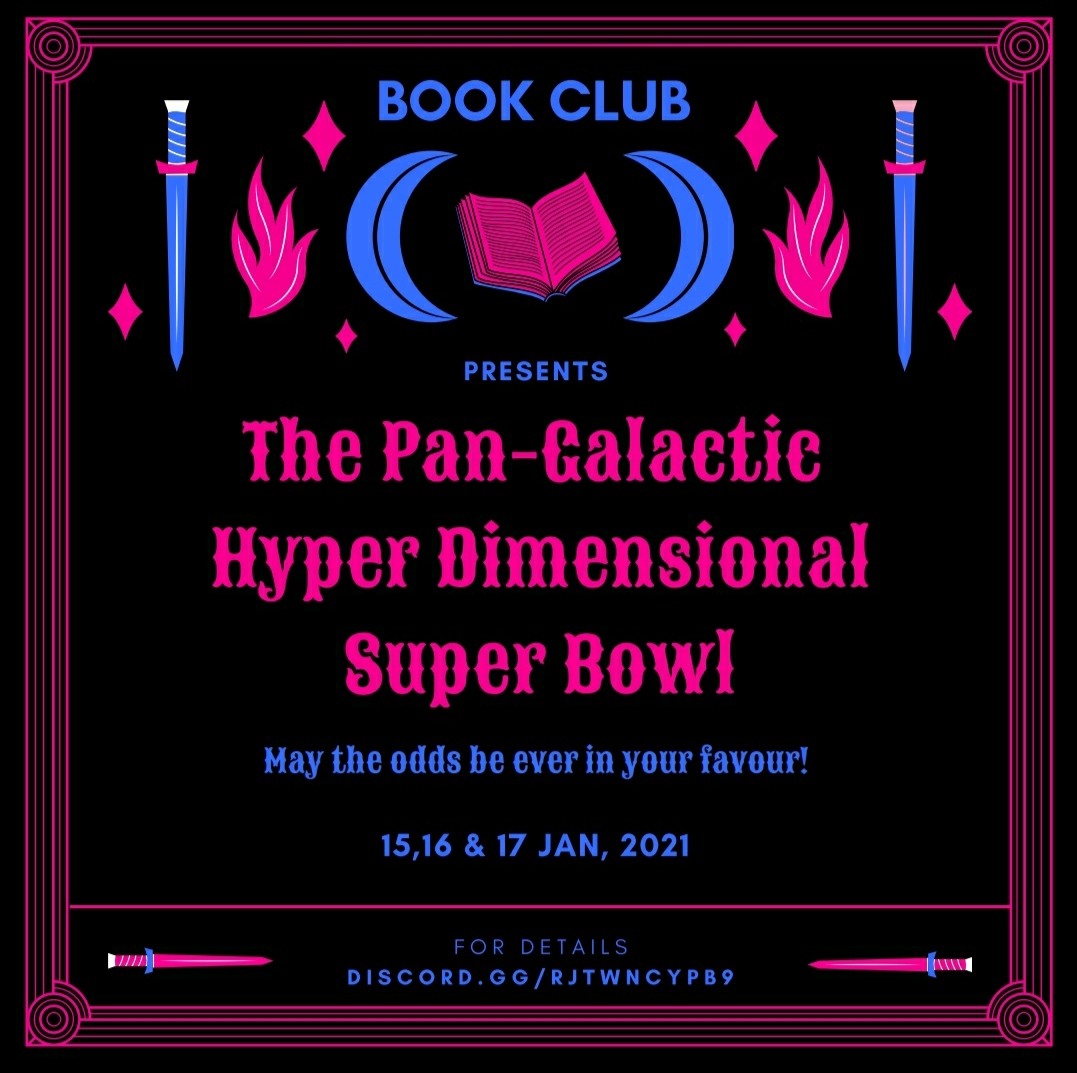 BOOK CLUB
PRESENTS
The Pan-Galactic
Hyper Dimensional
Super Bowl
May the odds be ever in your favour!
15,16 & 17 JAN, 2021
FOR DETAILS
DISCORD.GG/RJTWNCYPB9